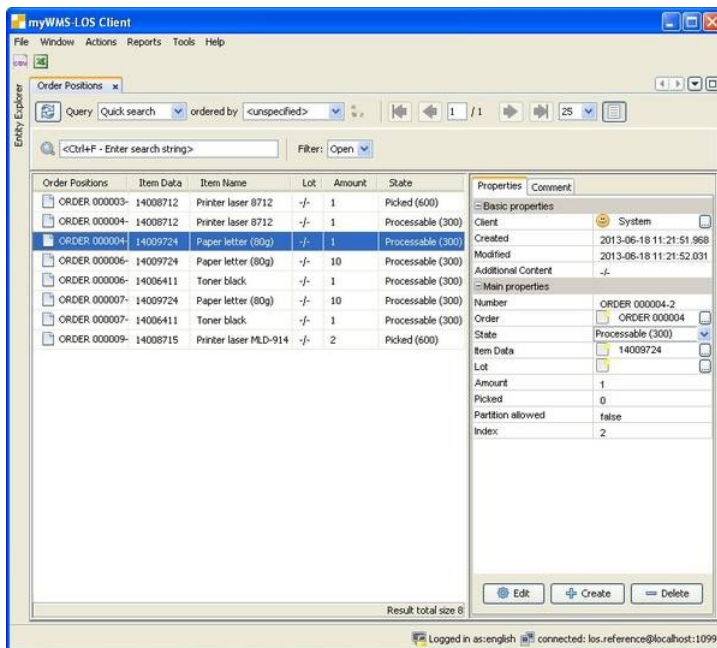 myWMS-LOS Client
File Window Actions Reports Tools Help
CSV
Entity Explorer
Order Positions x
Query Quick search ordered by <unspecified> 1 / 1 25
<Ctrl+F - Enter search string> Filter: Open
Order Positions Item Data Item Name Lot Amount State
ORDER 000003- 14008712 Printer laser 8712 -/- 1 Picked (600)
ORDER 000004- 14008712 Printer laser 8712 -/- 1 Processable (300)
ORDER 000004- 14009724 Paper letter (80g) -/- 1 Processable (300)
ORDER 000006- 14009724 Paper letter (80g) -/- 10 Processable (300)
ORDER 000006- 14006411 Toner black -/- 1 Processable (300)
ORDER 000007- 14009724 Paper letter (80g) -/- 10 Processable (300)
ORDER 000007- 14006411 Toner black -/- 1 Processable (300)
ORDER 000009- 14008715 Printer laser MLD-914 -/- 2 Picked (600)
Result total size 8
Properties Comment
Basic properties
Client System
Created 2013-06-18 11:21:51.968
Modified 2013-06-18 11:21:52.031
Additional Content -/-
Main properties
Number ORDER 000004-2
Order ORDER 000004
State Processable (300)
Item Data 14009724
Lot
Amount 1
Picked 0
Partition allowed false
Index 2
Edit Create Delete
Logged in as:english connected: los.reference@localhost:1099